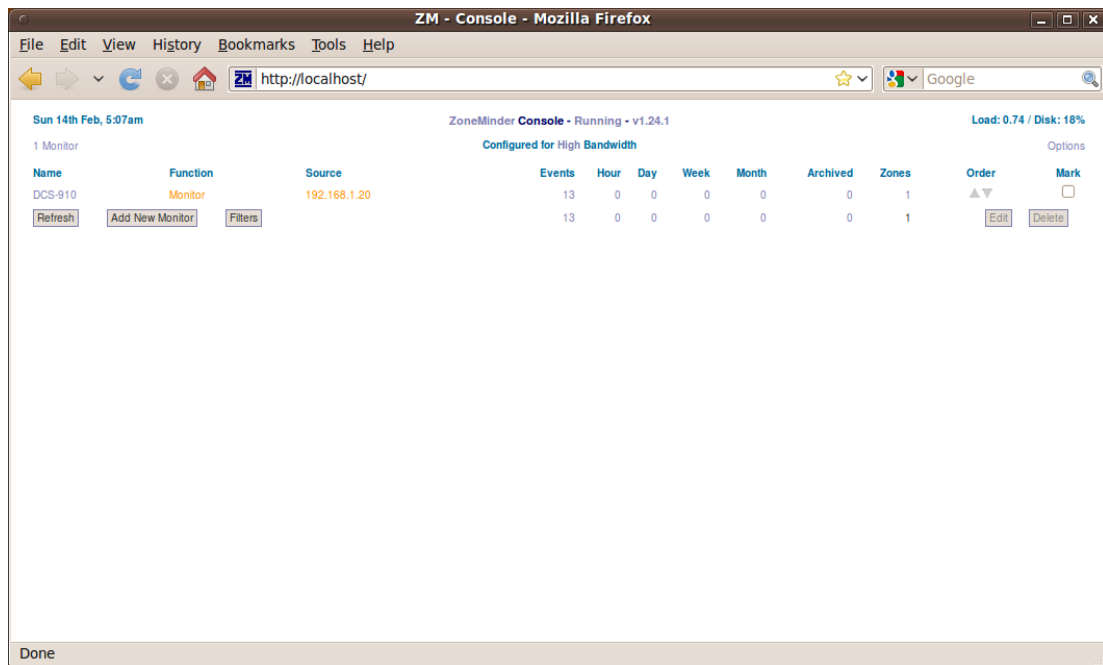 ZM - Console - Mozilla Firefox
File Edit View History Bookmarks Tools Help
ZM http://localhost/ Google
Sun 14th Feb, 5:07am ZoneMinder Console - Running - v1.24.1 Load: 0.74 / Disk: 18%
1 Monitor Configured for High Bandwidth Options
Name Function Source Events Hour Day Week Month Archived Zones Order Mark
DCS-910 Monitor 192.168.1.20 13 0 0 0 0 0 1
Refresh Add New Monitor Filters 13 0 0 0 0 0 1 Edit Delete
Done